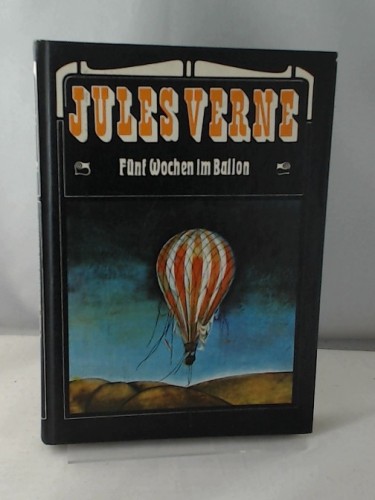 JULES VERNE
Fünf Wochen im Ballon